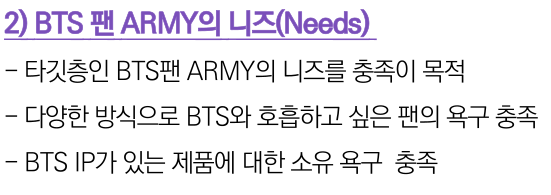 2) BTS 팬 ARMY의 니즈(Needs)
- 타깃층인 BTS팬 ARMY의 니즈를 충족이 목적
- 다양한 방식으로 BTS와 호흡하고 싶은 팬의 욕구 충족
- BTS IP가 있는 제품에 대한 소유 욕구  충족